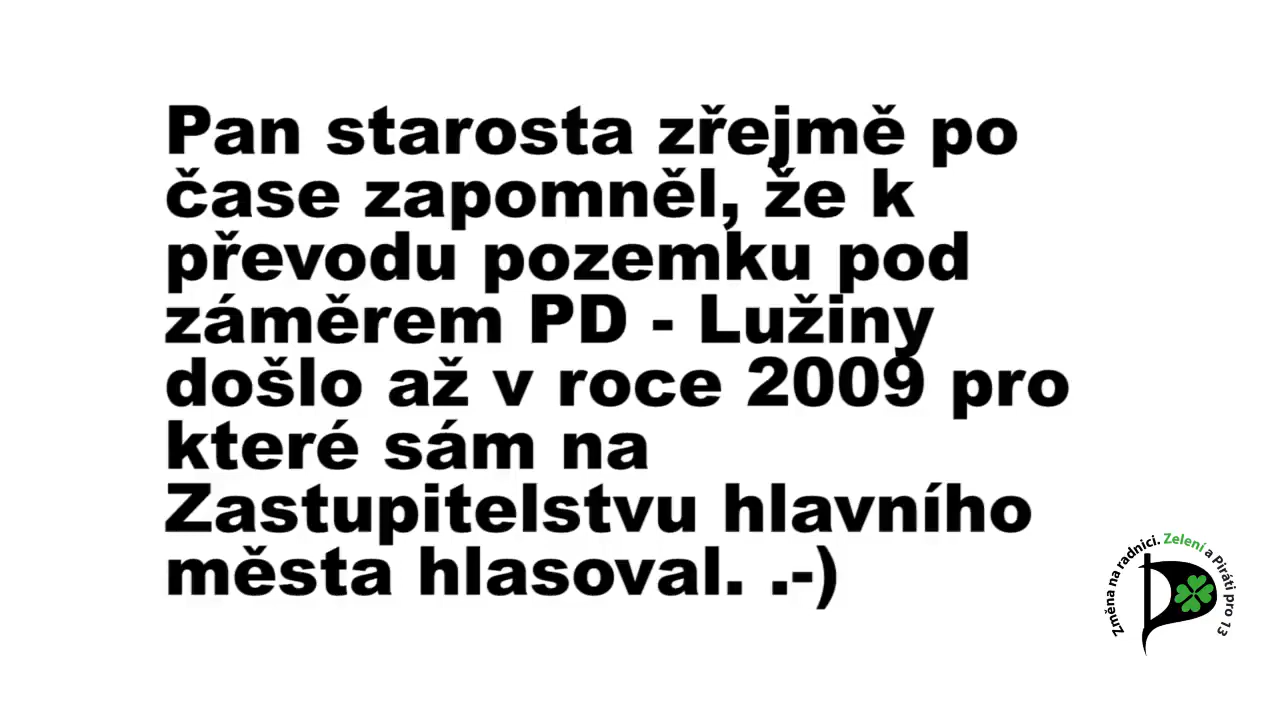 Pan starosta zřejmě po
čase zapomněl, že k
převodu pozemku pod
záměrem PD - Lužiny
došlo až v roce 2009 pro
které sám na
Zastupitelstvu hlavního
města hlasoval. .-)
Změna na radnici. Zelení a Piráti pro 13